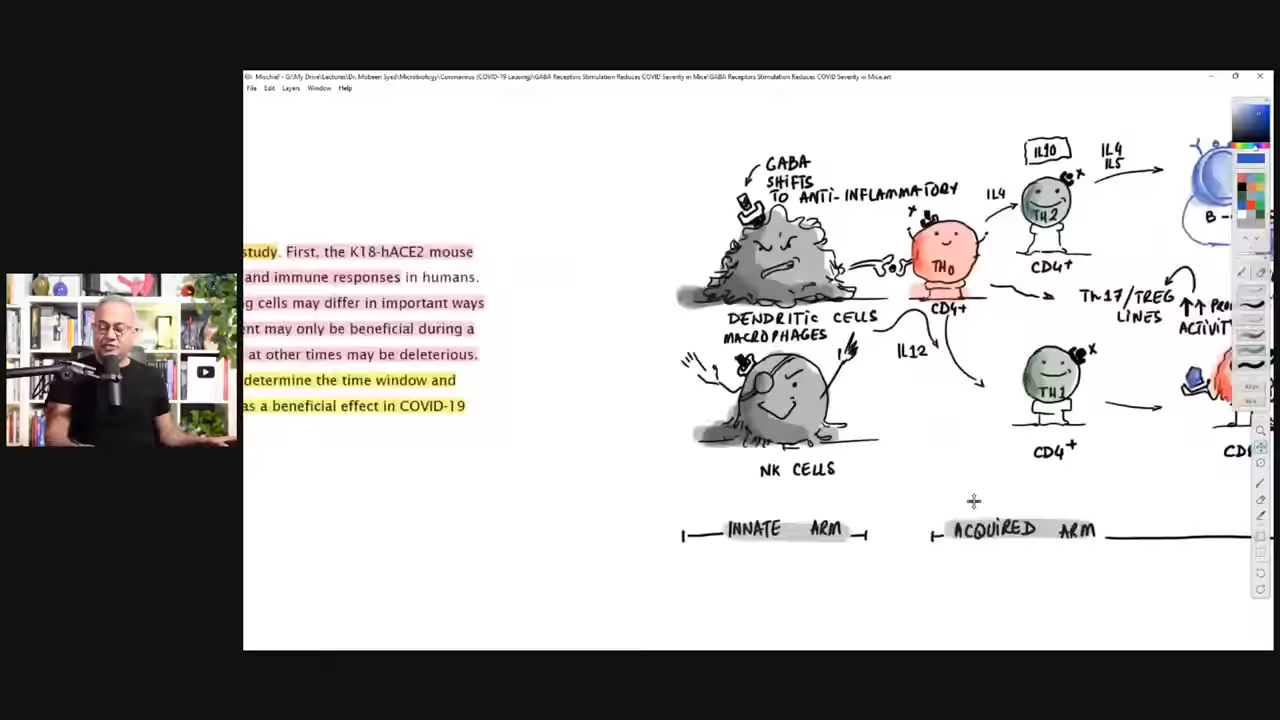 Mischief - G:\My Drive\Lectures\Dr. Mobeen Syed\Microbiology\Coronavirus (COVID-19 causing)\GABA Receptors Stimulation Reduces COVID Severity in Mice\GABA Receptors Stimulation Reduces COVID Severity in Mice.art
File Edit Layers Window Help
study. First, the K18-hACE2 mouse
and immune responses in humans.
g cells may differ in important ways
nt may only be beneficial during a
at other times may be deleterious.
determine the time window and
as a beneficial effect in COVID-19
GABA
SHIFTS
TO ANTI-INFLAMMATORY
DENDRITIC CELLS
MACROPHAGES
NK CELLS
INNATE ARM
TH0
CD4+
IL12
IL4
IL10
TH2
CD4+
IL4
IL5
B-
Th17/TREG
LINES
↑↑ PRO
ACTIVIT
TH1
CD4+
CD8
ACQUIRED ARM